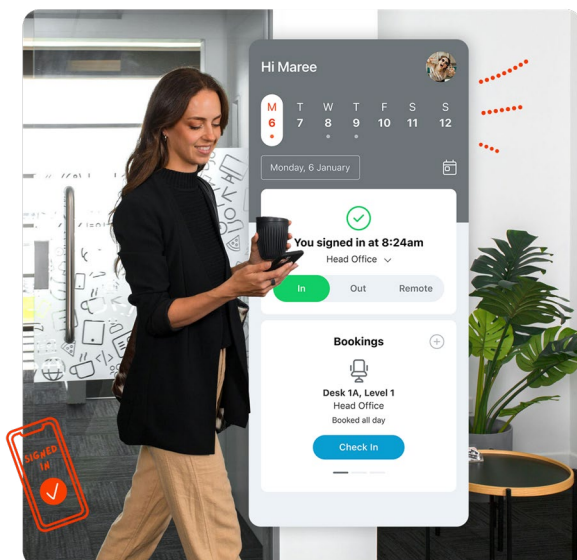 Hi Maree
M T W T F S S
6 7 8 9 10 11 12
Monday, 6 January
You signed in at 8:24am
Head Office
In Out Remote
Bookings
Desk 1A, Level 1
Head Office
Booked all day
Check In
SIGNED
IN